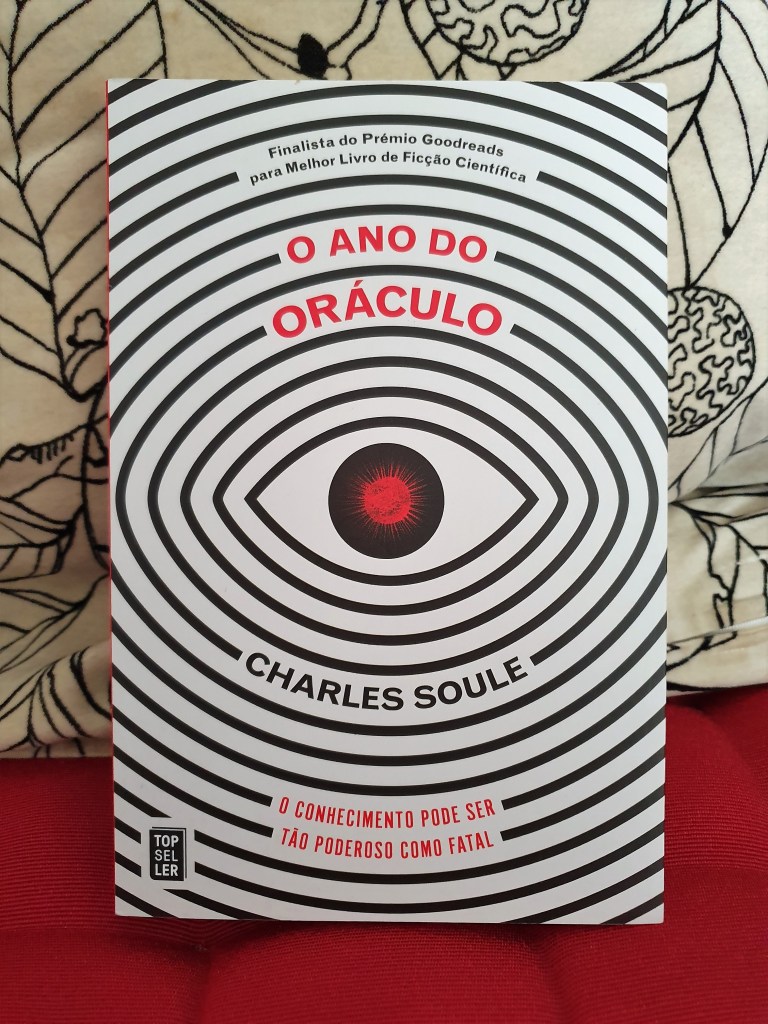 Finalista do Prémio Goodreads
para Melhor Livro de Ficção Científica
O ANO DO
ORÁCULO
CHARLES SOULE
O CONHECIMENTO PODE SER
TÃO PODEROSO COMO FATAL
TOP
SEL
LER